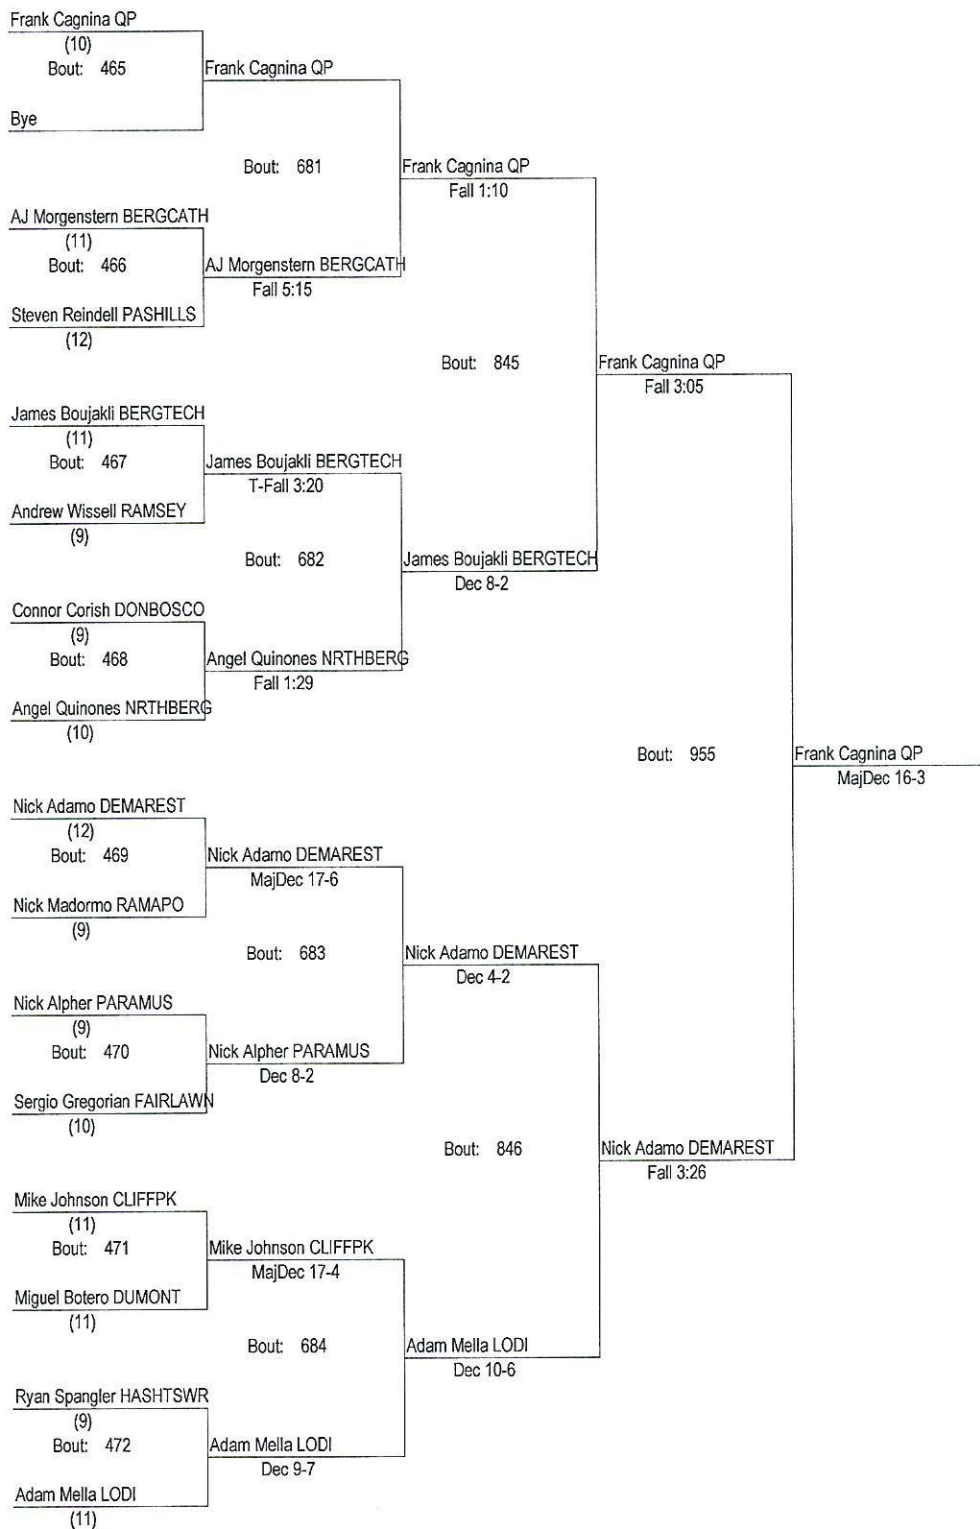 Frank Cagnina QP
(10)
Bout: 465
Frank Cagnina QP
Bye
Bout: 681
Frank Cagnina QP
Fall 1:10
AJ Morgenstern BERGCATH
(11)
Bout: 466
AJ Morgenstern BERGCATH
Fall 5:15
Steven Reindell PASHILLS
(12)
Bout: 845
Frank Cagnina QP
Fall 3:05
James Boujakli BERGTECH
(11)
Bout: 467
James Boujakli BERGTECH
T-Fall 3:20
Andrew Wissell RAMSEY
(9)
Bout: 682
James Boujakli BERGTECH
Dec 8-2
Connor Corish DONBOSCO
(9)
Bout: 468
Angel Quinones NRTHBERG
Fall 1:29
Angel Quinones NRTHBERG
(10)
Bout: 955
Frank Cagnina QP
MajDec 16-3
Nick Adamo DEMAREST
(12)
Bout: 469
Nick Adamo DEMAREST
MajDec 17-6
Nick Madormo RAMAPO
(9)
Bout: 683
Nick Adamo DEMAREST
Dec 4-2
Nick Alpher PARAMUS
(9)
Bout: 470
Nick Alpher PARAMUS
Dec 8-2
Sergio Gregorian FAIRLAWN
(10)
Bout: 846
Nick Adamo DEMAREST
Fall 3:26
Mike Johnson CLIFFPK
(11)
Bout: 471
Mike Johnson CLIFFPK
MajDec 17-4
Miguel Botero DUMONT
(11)
Bout: 684
Adam Mella LODI
Dec 10-6
Ryan Spangler HASHTSWR
(9)
Bout: 472
Adam Mella LODI
Dec 9-7
Adam Mella LODI
(11)